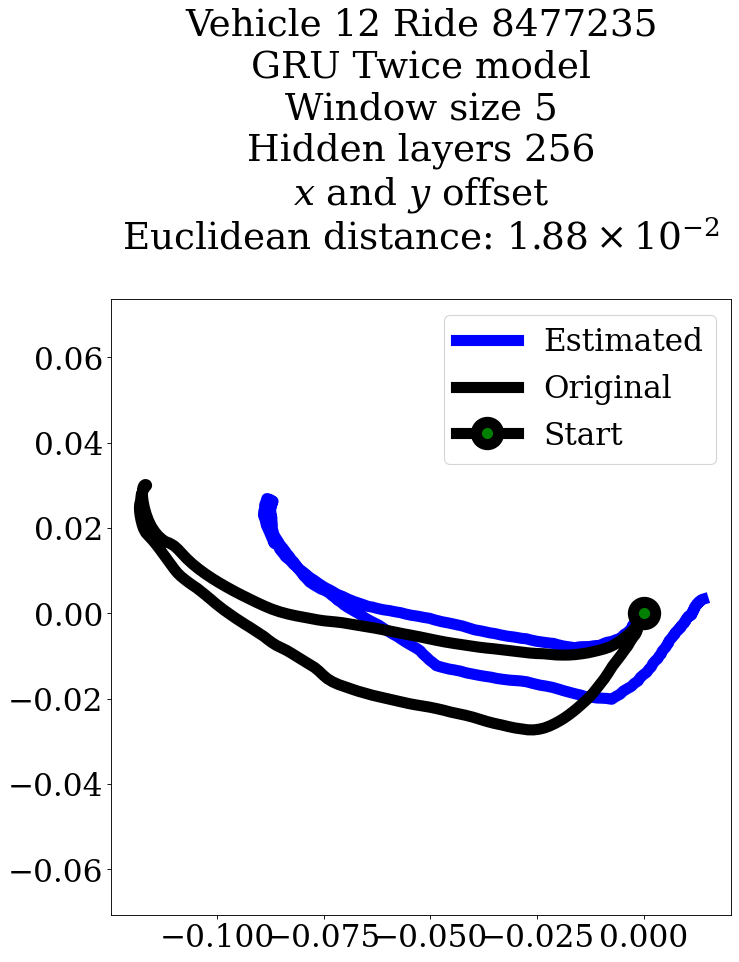 Vehicle 12 Ride 8477235
GRU Twice model
Window size 5
Hidden layers 256
x and y offset
Euclidean distance: 1.88 × 10⁻²
Estimated
Original
Start
0.06
0.04
0.02
0.00
−0.02
−0.04
−0.06
−0.100 −0.075 −0.050 −0.025 0.000